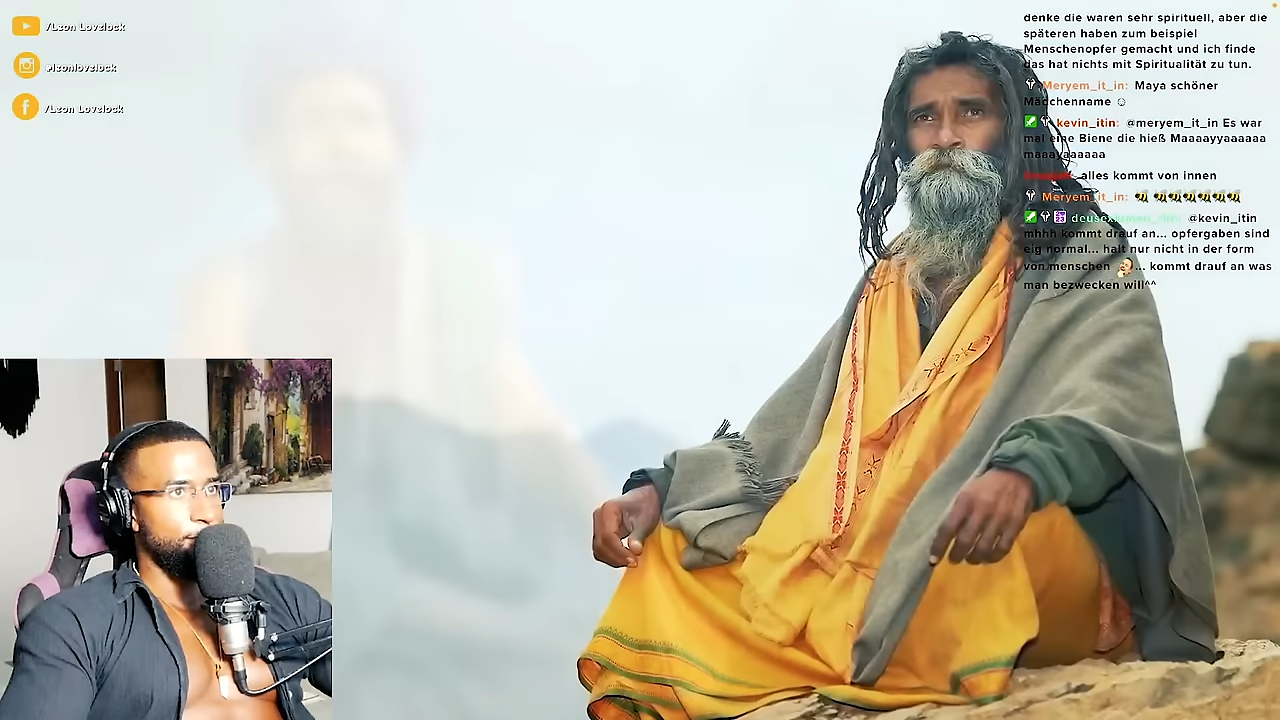 /Leon Lovelock
@leonlovelock
/Leon Lovelock
denke die waren sehr spirituell, aber die
späteren haben zum beispiel
Menschenopfer gemacht und ich finde
das hat nichts mit Spiritualität zu tun.
Meryem_it_in: Maya schöner
Mädchenname
kevin_itin: @meryem_it_in Es war
mal eine Biene die hieß Maaaayyaaaaaa
maaayaaaaaa
alles kommt von innen
Meryem_it_in:
@kevin_itin
mhhh kommt drauf an... opfergaben sind
eig normal... halt nur nicht in der form
von menschen ... kommt drauf an was
man bezwecken will^^